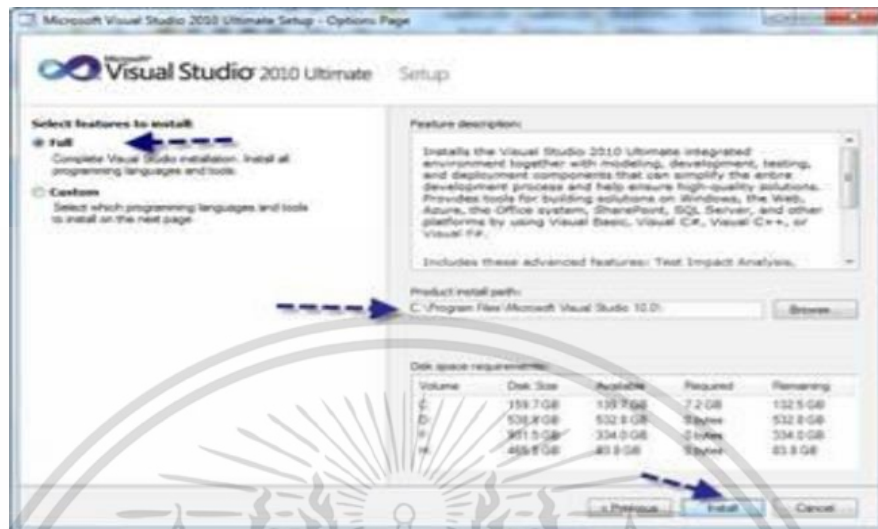 Microsoft Visual Studio 2010 Ultimate Setup - Options Page
Microsoft
Visual Studio 2010 Ultimate Setup
Select features to install:
Full
Complete Visual Studio installation. Install all
programming languages and tools.
Custom
Select which programming languages and tools
to install on the next page
Feature description:
Installs the Visual Studio 2010 Ultimate integrated
environment together with modeling, development, testing,
and deployment components that can simplify the entire
development process and help ensure high-quality solutions.
Provides tools for building solutions on Windows, the Web,
Azure, the Office system, SharePoint, SQL Server, and other
platforms by using Visual Basic, Visual C#, Visual C++, or
Visual F#.
Includes these advanced features: Test Impact Analysis,
Product install path:
C:\Program Files\Microsoft Visual Studio 10.0\
Browse...
Disk space requirements:
Volume Disk Size Available Required Remaining
C: 159.7 GB 139.7 GB 7.2 GB 132.5 GB
D: 532.8 GB 532.8 GB
931.5 GB 334.0 GB 0 bytes 334.0 GB
H: 83.8 GB 0 bytes 83.8 GB
< Previous Install Cancel